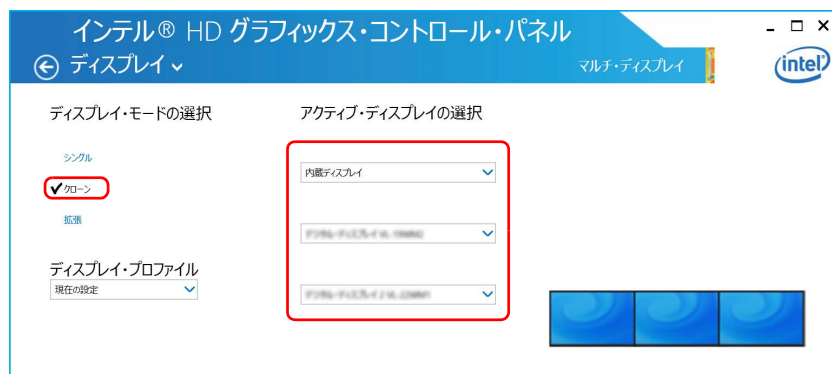 インテル® HD グラフィックス・コントロール・パネル
ディスプレイ
マルチ・ディスプレイ
intel
ディスプレイ・モードの選択
シングル
クローン
拡張
ディスプレイ・プロファイル
現在の設定
アクティブ・ディスプレイの選択
内蔵ディスプレイ